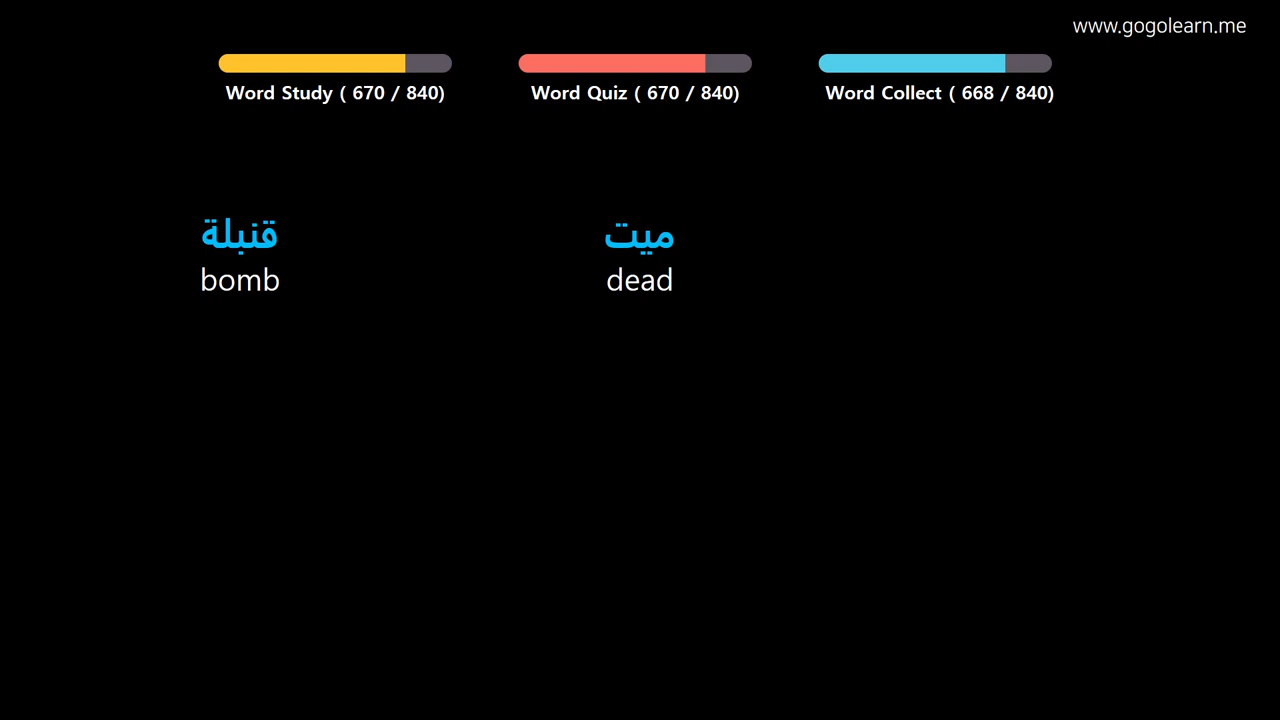 www.gogolearn.me
Word Study ( 670 / 840)
Word Quiz ( 670 / 840)
Word Collect ( 668 / 840)
قنبلة
bomb
ميت
dead